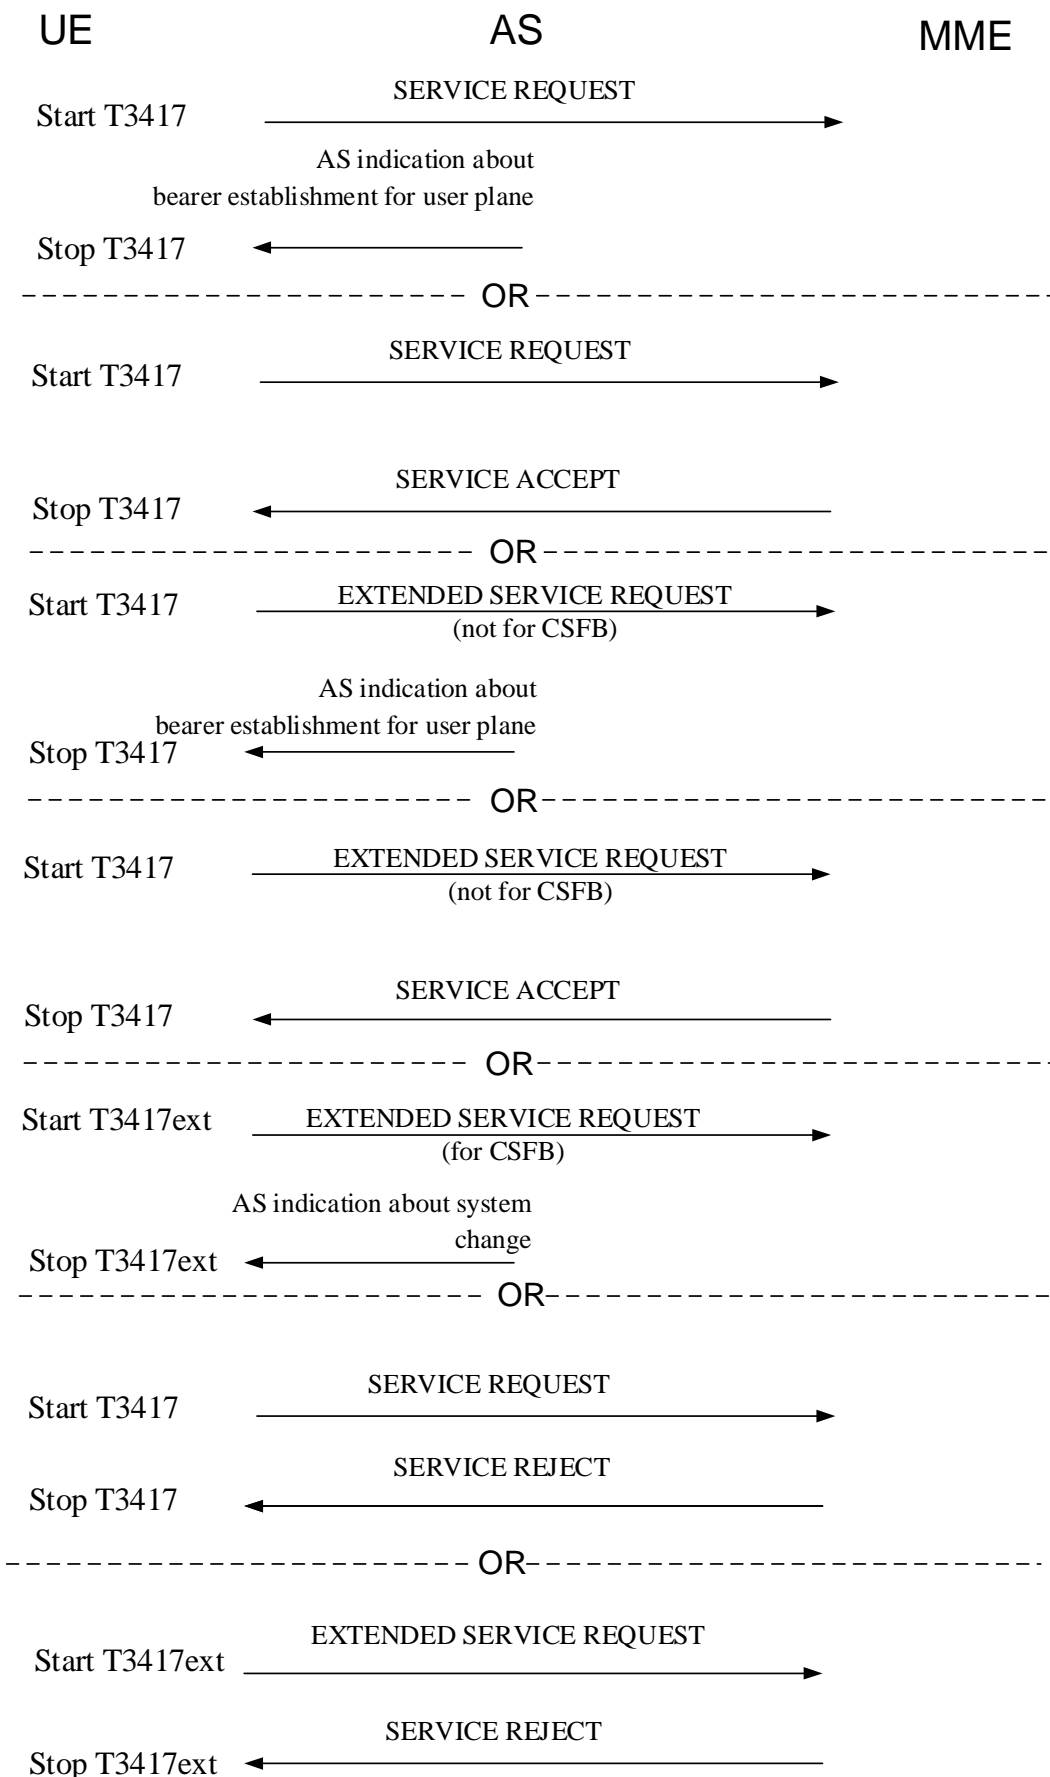 UE AS MME
SERVICE REQUEST
Start T3417
AS indication about
bearer establishment for user plane
Stop T3417
OR
SERVICE REQUEST
Start T3417
SERVICE ACCEPT
Stop T3417
OR
EXTENDED SERVICE REQUEST
Start T3417
(not for CSFB)
AS indication about
bearer establishment for user plane
Stop T3417
OR
EXTENDED SERVICE REQUEST
Start T3417
(not for CSFB)
SERVICE ACCEPT
Stop T3417
OR
Start T3417ext
EXTENDED SERVICE REQUEST
(for CSFB)
AS indication about system
change
Stop T3417ext
OR
SERVICE REQUEST
Start T3417
SERVICE REJECT
Stop T3417
OR
EXTENDED SERVICE REQUEST
Start T3417ext
SERVICE REJECT
Stop T3417ext